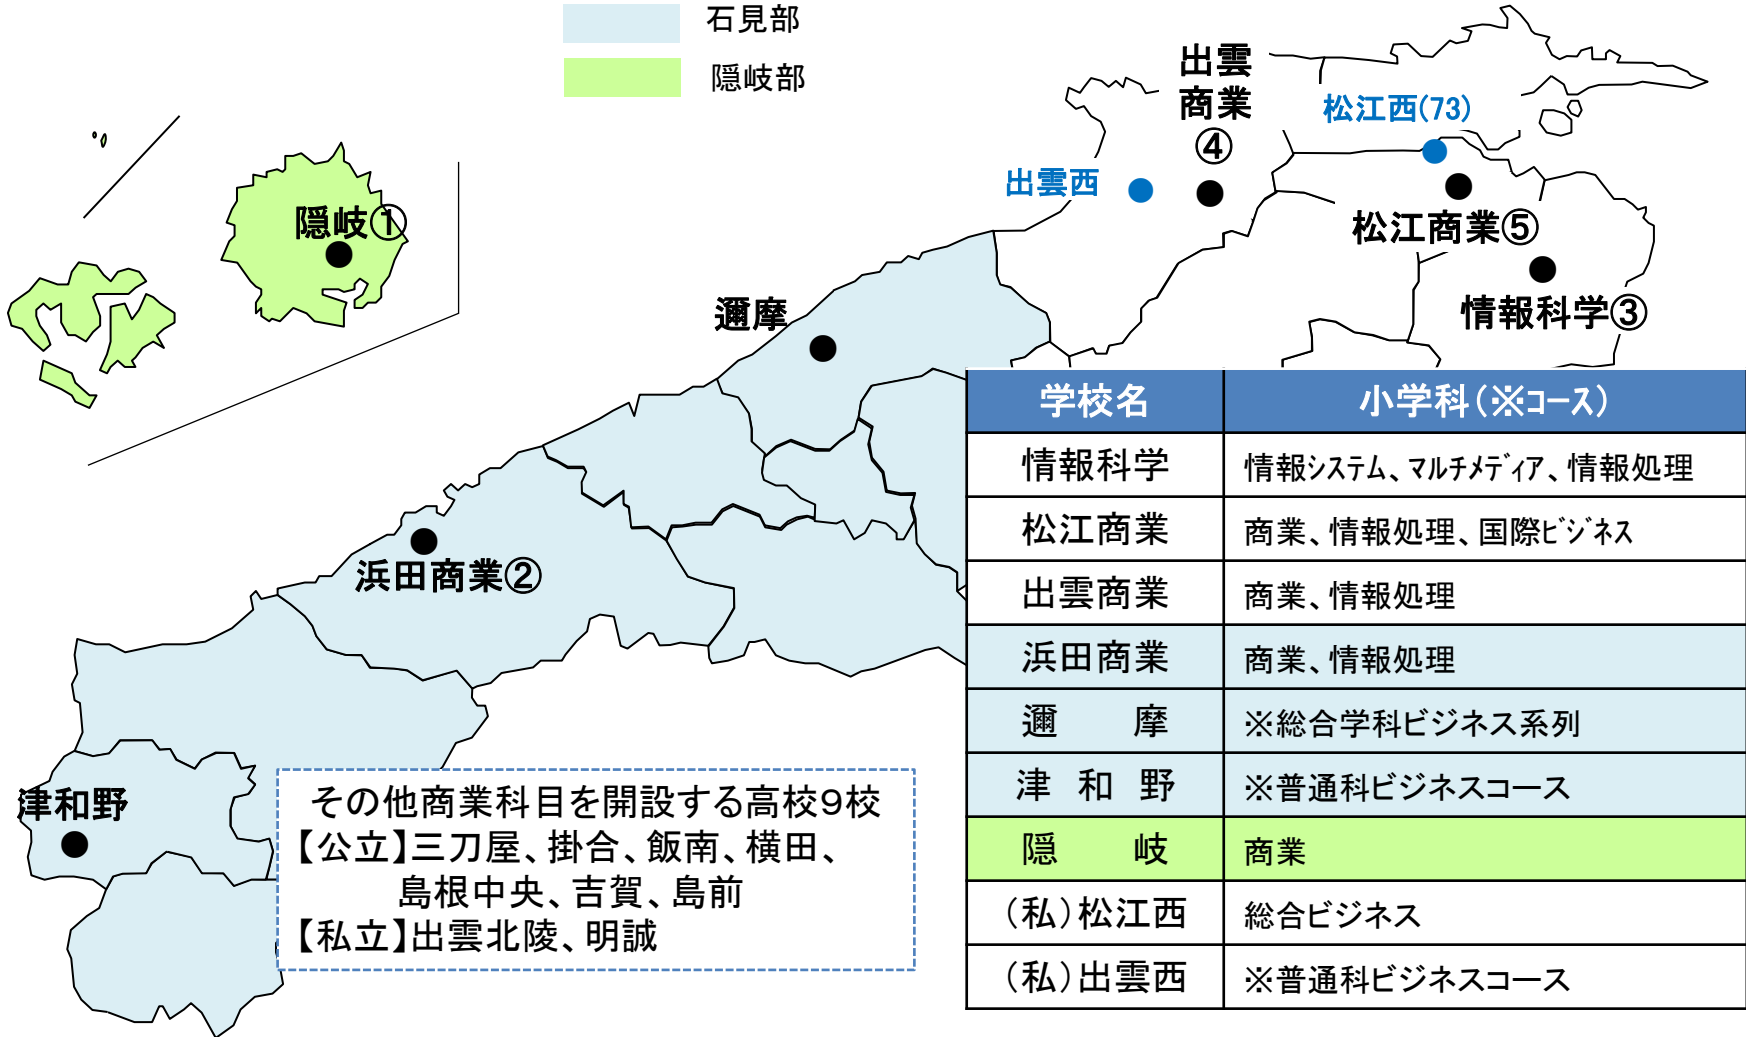 石見部
隠岐部
出雲
商業
④
松江西(73)
出雲西
隠岐①
松江商業⑤
情報科学③
邇摩
浜田商業②
津和野
学校名 小学科(※ｺｰｽ)
情報科学 情報ｼｽﾃﾑ、ﾏﾙﾁﾒﾃﾞｨｱ、情報処理
松江商業 商業、情報処理、国際ﾋﾞｼﾞﾈｽ
出雲商業 商業、情報処理
浜田商業 商業、情報処理
邇　　摩 ※総合学科ビジネス系列
津　和　野 ※普通科ビジネスコース
隠　　岐 商業
（私）松江西 総合ビジネス
（私）出雲西 ※普通科ビジネスコース
その他商業科目を開設する高校９校
【公立】三刀屋、掛合、飯南、横田、
島根中央、吉賀、島前
【私立】出雲北陵、明誠